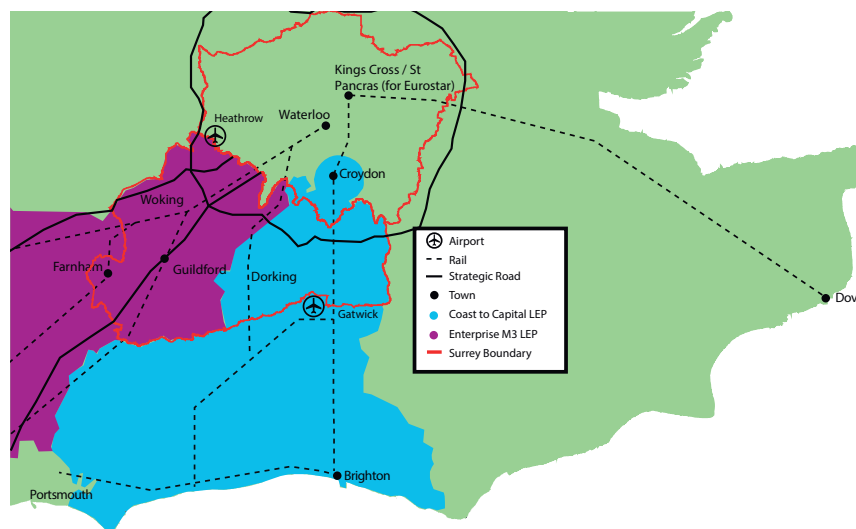 Kings Cross / St
Pancras (for Eurostar)
Waterloo
Heathrow
Croydon
Woking
Farnham
Guildford
Dorking
Gatwick
Airport
Rail
Strategic Road
Town
Coast to Capital LEP
Enterprise M3 LEP
Surrey Boundary
Dov
Brighton
Portsmouth